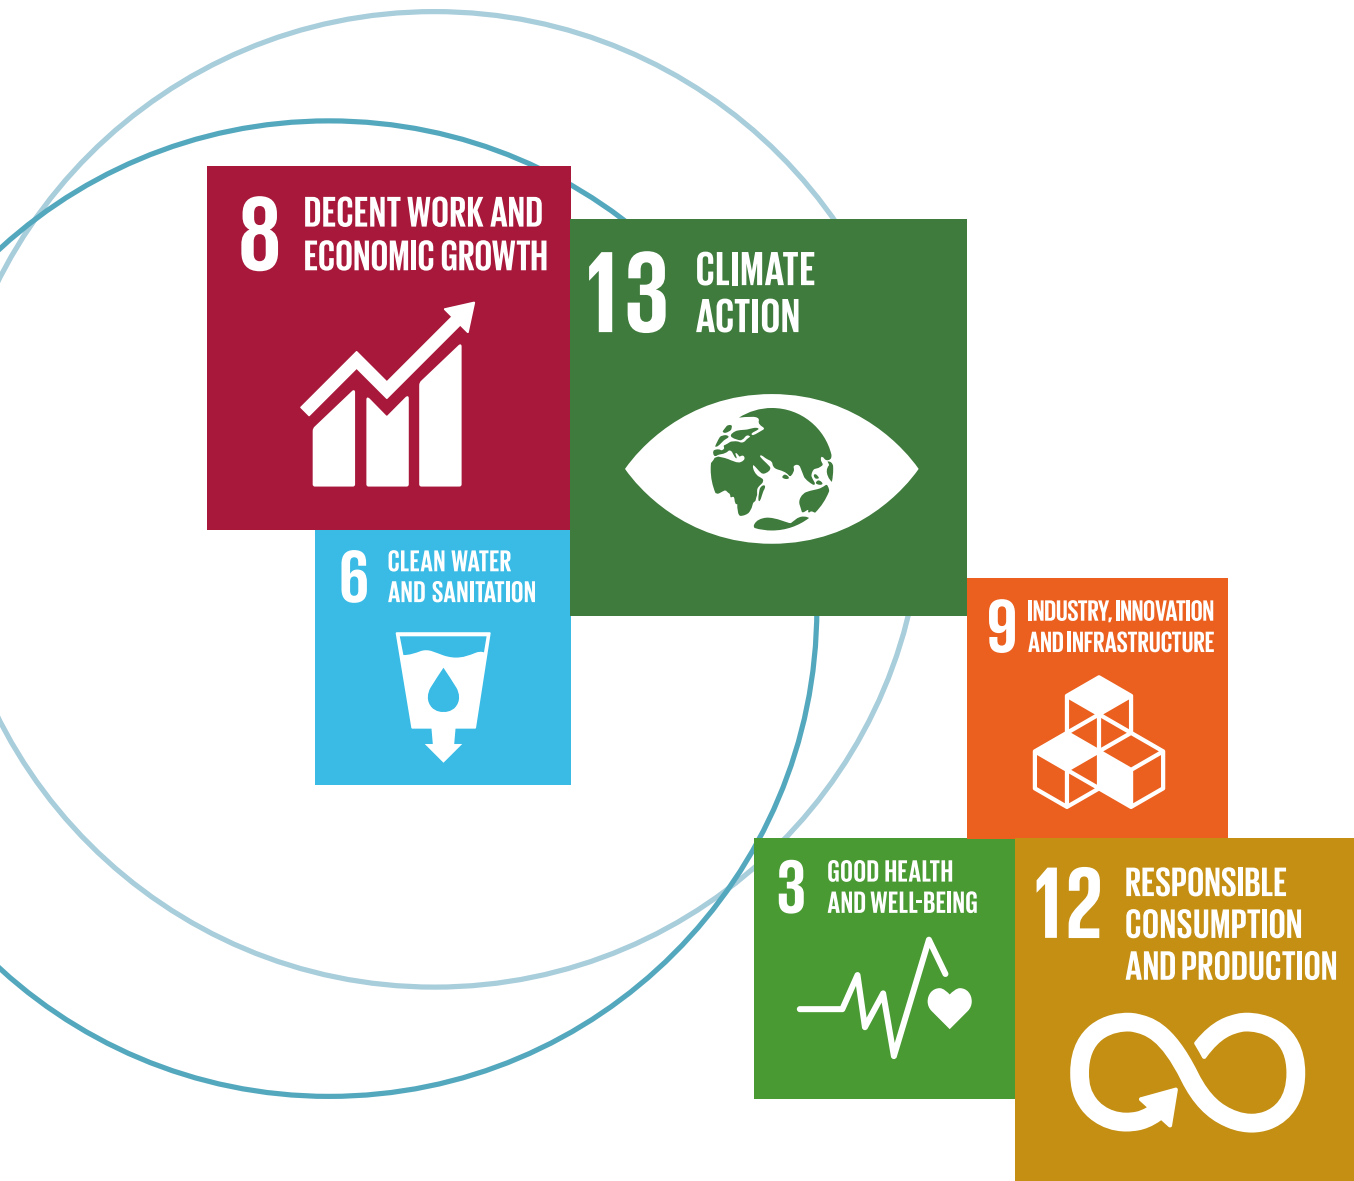 8
DECENT WORK AND
ECONOMIC GROWTH
13
CLIMATE
ACTION
6
CLEAN WATER
AND SANITATION
9
INDUSTRY, INNOVATION
AND INFRASTRUCTURE
3
GOOD HEALTH
AND WELL-BEING
12
RESPONSIBLE
CONSUMPTION
AND PRODUCTION